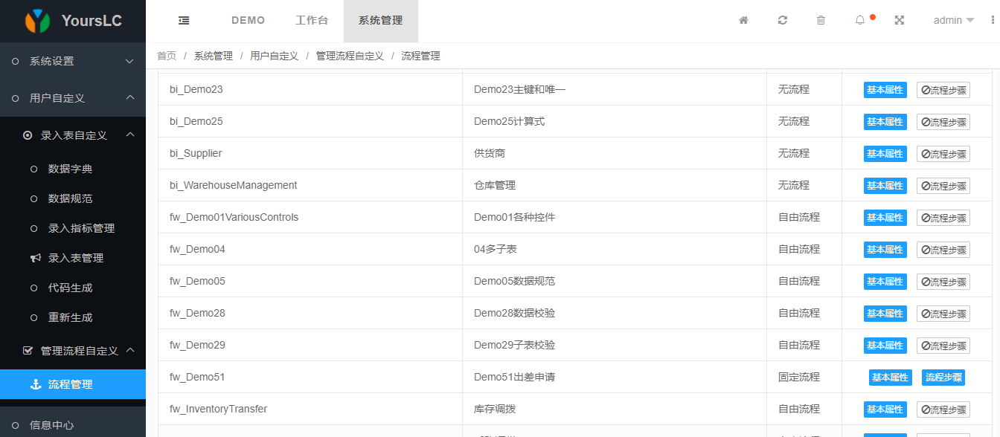 YoursLC
DEMO
工作台
系统管理
admin
首页 / 系统管理 / 用户自定义 / 管理流程自定义 / 流程管理
系统设置
用户自定义
录入表自定义
数据字典
数据规范
录入指标管理
录入表管理
代码生成
重新生成
管理流程自定义
流程管理
信息中心
bi_Demo23 Demo23主键和唯一 无流程 基本属性 流程步骤
bi_Demo25 Demo25计算式 无流程 基本属性 流程步骤
bi_Supplier 供货商 无流程 基本属性 流程步骤
bi_WarehouseManagement 仓库管理 无流程 基本属性 流程步骤
fw_Demo01VariousControls Demo01各种控件 自由流程 基本属性 流程步骤
fw_Demo04 04多子表 自由流程 基本属性 流程步骤
fw_Demo05 Demo05数据规范 自由流程 基本属性 流程步骤
fw_Demo28 Demo28数据校验 自由流程 基本属性 流程步骤
fw_Demo29 Demo29子表校验 自由流程 基本属性 流程步骤
fw_Demo51 Demo51出差申请 固定流程 基本属性 流程步骤
fw_InventoryTransfer 库存调拨 自由流程 基本属性 流程步骤